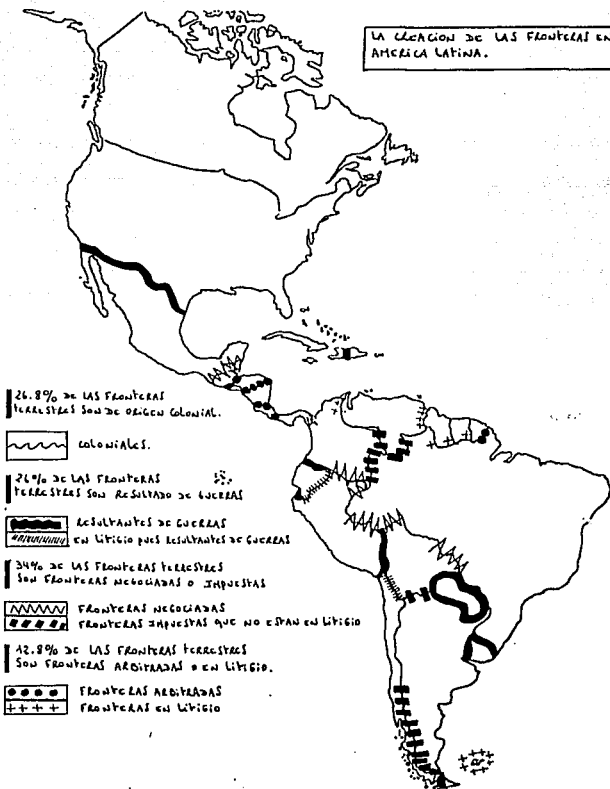 LA CREACION DE LAS FRONTERAS EN
AMERICA LATINA.
26.8% DE LAS FRONTERAS
TERRESTRES SON DE ORIGEN COLONIAL.
COLONIALES.
26% DE LAS FRONTERAS
TERRESTRES SON RESULTADO DE GUERRAS
RESULTANTES DE GUERRAS
EN LITIGIO PUES RESULTANTES DE GUERRAS
34% DE LAS FRONTERAS TERRESTRES
SON FRONTERAS NEGOCIADAS O IMPUESTAS
FRONTERAS NEGOCIADAS
FRONTERAS IMPUESTAS QUE NO ESTAN EN LITIGIO
12.8% DE LAS FRONTERAS TERRESTRES
SON FRONTERAS ARBITRADAS O EN LITIGIO.
FRONTERAS ARBITRADAS
FRONTERAS EN LITIGIO